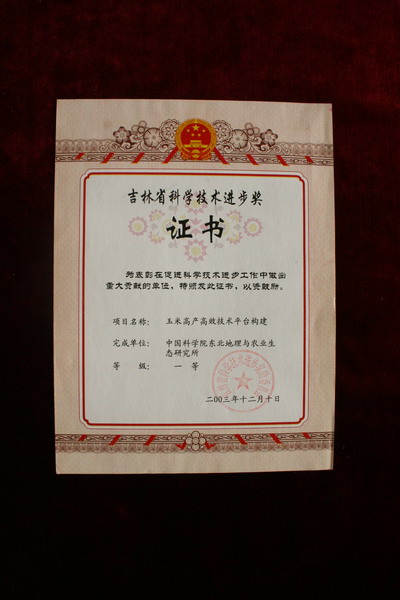 吉林省科学技术进步奖
证书
为表彰在促进科学技术进步工作中做出
重大贡献的单位，特颁发此证书，以资鼓励。
项目名称： 玉米高产高效技术平台构建
完成单位： 中国科学院东北地理与农业生
态研究所
等 级： 一 等
二00三年十二月十日